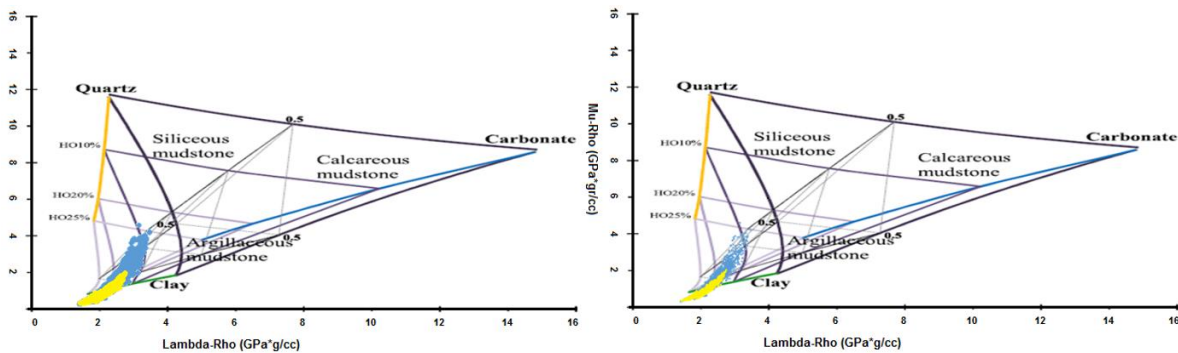 16
14
12
10
8
6
4
2
Quartz
0.5
Siliceous
mudstone
Carbonate
HO10%
Calcareous
mudstone
HO20%
HO25%
0.5
0.5
Argillaceous
mudstone
Clay
0 2 4 6 8 10 12 14 16
Lambda-Rho (GPa*g/cc)
Mu-Rho (GPa*g/cc)
16
14
12
10
8
6
4
2
Quartz
0.5
Siliceous
mudstone
Carbonate
HO10%
Calcareous
mudstone
HO20%
HO25%
0.5
0.5
Argillaceous
mudstone
Clay
0 2 4 6 8 10 12 14 16
Lambda-Rho (GPa*g/cc)